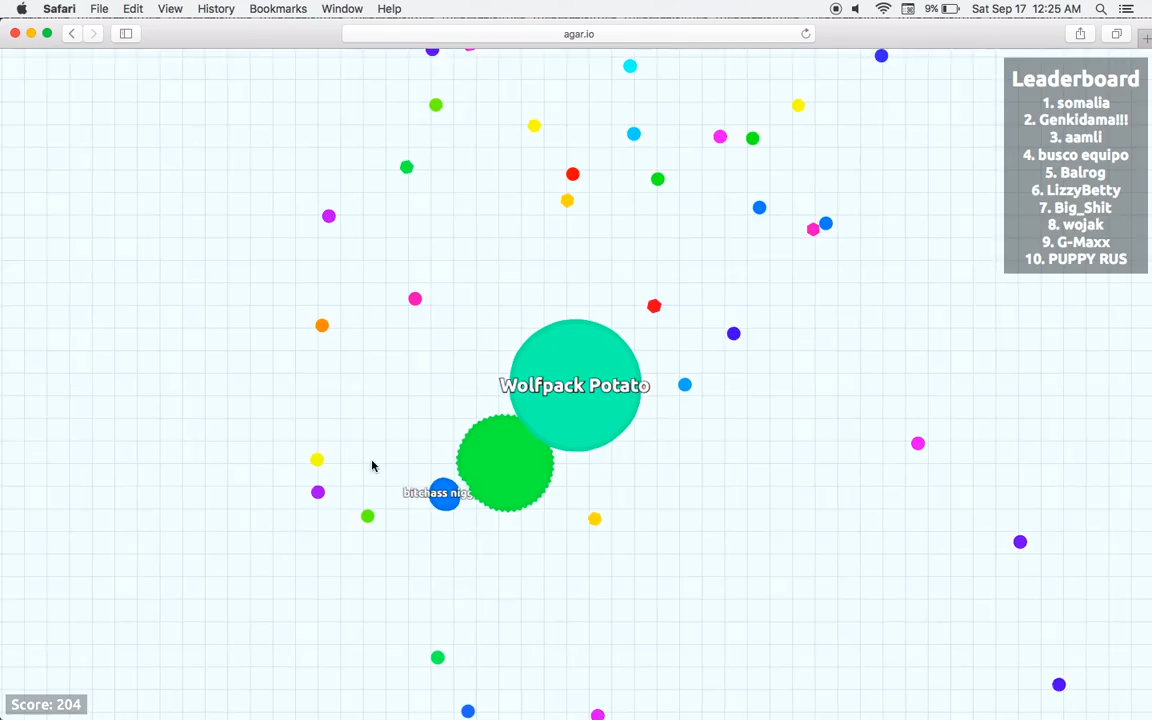 Safari File Edit View History Bookmarks Window Help 9% Sat Sep 17 12:25 AM
agar.io
Leaderboard
1. somalia
2. Genkidama!!!
3. aamli
4. busco equipo
5. Balrog
6. LizzyBetty
7. Big_Shit
8. wojak
9. G-Maxx
10. PUPPY RUS
Wolfpack Potato
bitchass
Score: 204